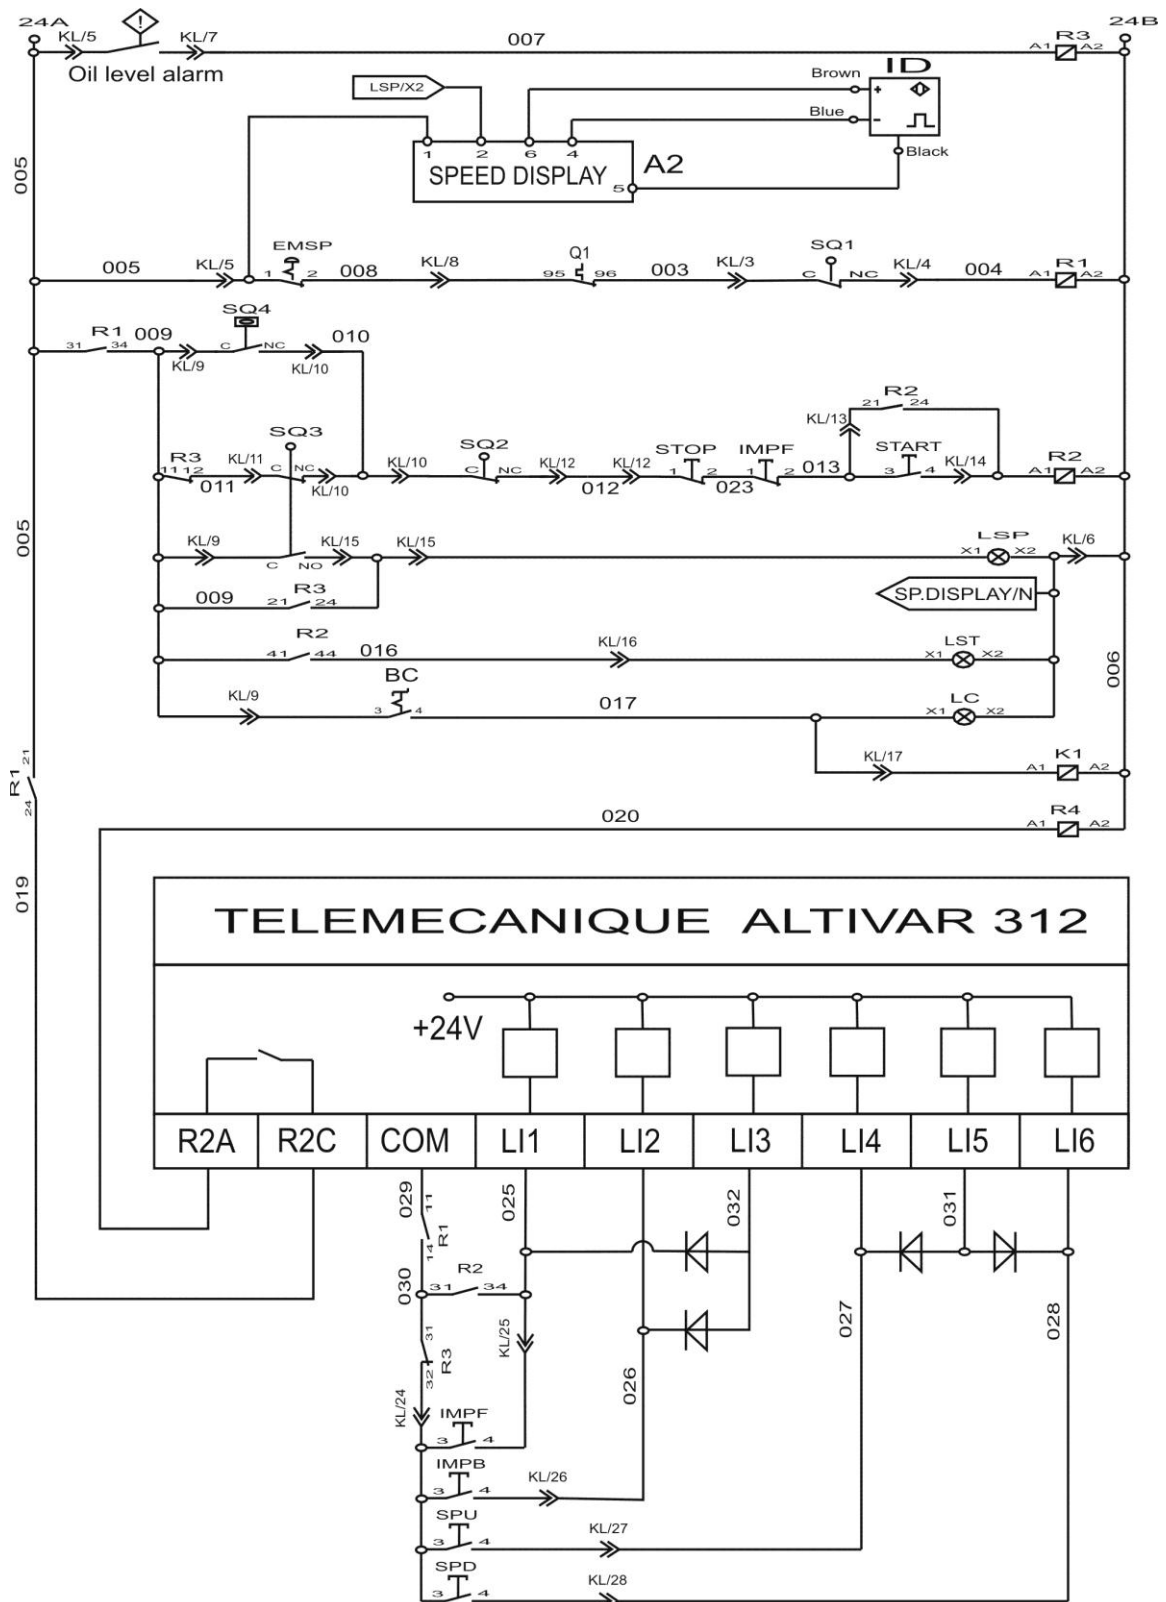 24A
!
24B
KL/5
KL/7
007
R3
A1
A2
Oil level alarm
ID
Brown
LSP/X2
+
Blue
-
Black
1
2
6
4
SPEED DISPLAY
5
A2
005
005
KL/5
EMSP
1
2
008
KL/8
Q1
95
96
003
KL/3
SQ1
C
NC
KL/4
004
R1
A1
A2
R1
31
34
009
SQ4
C
NC
KL/9
010
KL/10
R2
21
24
KL/13
SQ3
R3
11
12
KL/11
011
C
NC
KL/10
KL/10
SQ2
C
NC
KL/12
KL/12
012
STOP
1
2
023
IMPF
1
2
013
START
3
4
KL/14
R2
A1
A2
005
KL/9
C
NO
KL/15
KL/15
LSP
X1
X2
KL/6
SP.DISPLAY/N
009
R3
21
24
R2
41
44
016
KL/16
LST
X1
X2
006
KL/9
BC
3
4
017
LC
X1
X2
KL/17
K1
A1
A2
21
R1
24
020
R4
A1
A2
019
TELEMECANIQUE ALTIVAR 312
+24V
R2A
R2C
COM
LI1
LI2
LI3
LI4
LI5
LI6
029
11
R1
14
025
032
031
030
R2
31
34
31
R3
32
KL/25
KL/24
026
027
028
IMPF
3
4
IMPB
3
4
KL/26
SPU
3
4
KL/27
SPD
3
4
KL/28